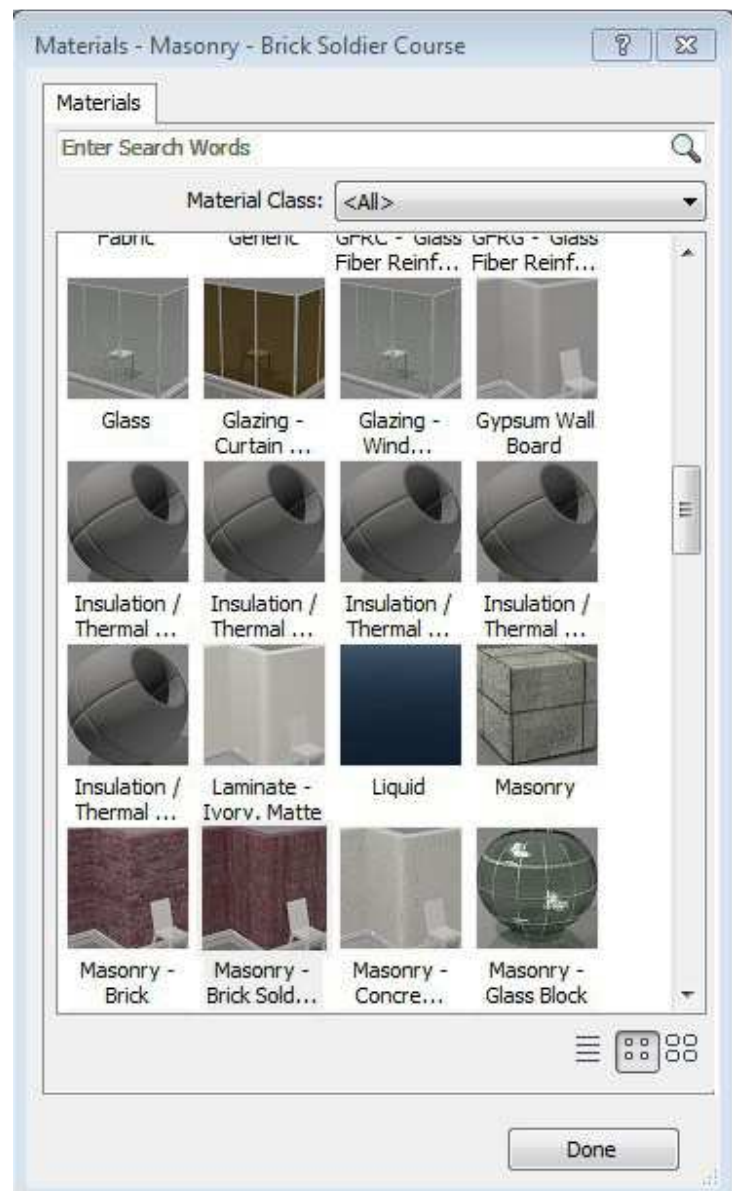 Materials - Masonry - Brick Soldier Course
Materials
Enter Search Words
Material Class: <All>
Fabric Generic GFRC - Glass GFRG - Glass
Fiber Reinf... Fiber Reinf...
Glass Glazing - Glazing - Gypsum Wall
Curtain ... Wind... Board
Insulation / Insulation / Insulation / Insulation /
Thermal ... Thermal ... Thermal ... Thermal ...
Insulation / Laminate - Liquid Masonry
Thermal ... Ivory, Matte
Masonry - Masonry - Masonry - Masonry -
Brick Brick Sold... Concre... Glass Block
Done